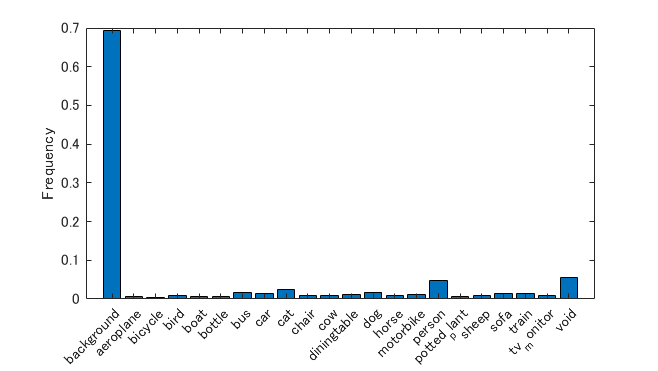 0.7
0.6
0.5
0.4
0.3
0.2
0.1
0
Frequency
background
aeroplane
bicycle
bird
boat
bottle
bus
car
cat
chair
cow
diningtable
dog
horse
motorbike
person
potted_plant
sheep
sofa
train
tv_monitor
void